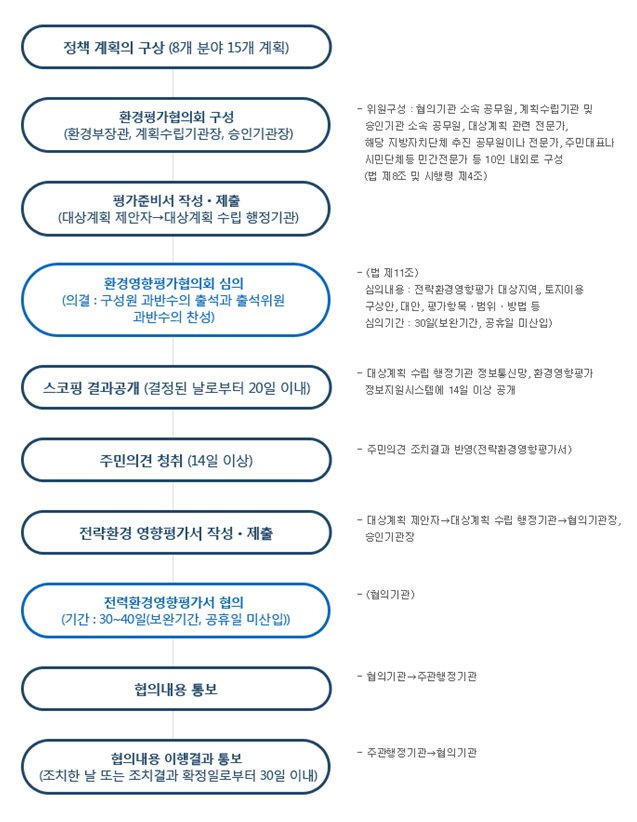 정책 계획의 구상 (8개 분야 15개 계획)
환경평가협의회 구성
(환경부장관, 계획수립기관장, 승인기관장)
- 위원구성 : 협의기관 소속 공무원, 계획수립기관 및
승인기관 소속 공무원, 대상계획 관련 전문가,
해당 지방자치단체 추진 공무원이나 전문가, 주민대표나
시민단체등 민간전문가 등 10인 내외로 구성
(법 제8조 및 시행령 제4조)
평가준비서 작성 · 제출
(대상계획 제안자→대상계획 수립 행정기관)
환경영향평가협의회 심의
(의결 : 구성원 과반수의 출석과 출석위원
과반수의 찬성)
- (법 제11조)
심의내용 : 전략환경영향평가 대상지역, 토지이용
구상안, 대안, 평가항목 · 범위 · 방법 등
심의기간 : 30일(보완기간, 공휴일 미산입)
스코핑 결과공개 (결정된 날로부터 20일 이내)
- 대상계획 수립 행정기관 정보통신망, 환경영향평가
정보지원시스템에 14일 이상 공개
주민의견 청취 (14일 이상)
- 주민의견 조치결과 반영(전략환경영향평가서)
전략환경 영향평가서 작성 · 제출
- 대상계획 제안자→대상계획 수립 행정기관→협의기관장,
승인기관장
전력환경영향평가서 협의
(기간 : 30~40일(보완기간, 공휴일 미산입))
- (협의기관)
협의내용 통보
- 협의기관→주관행정기관
협의내용 이행결과 통보
(조치한 날 또는 조치결과 확정일로부터 30일 이내)
- 주관행정기관→협의기관